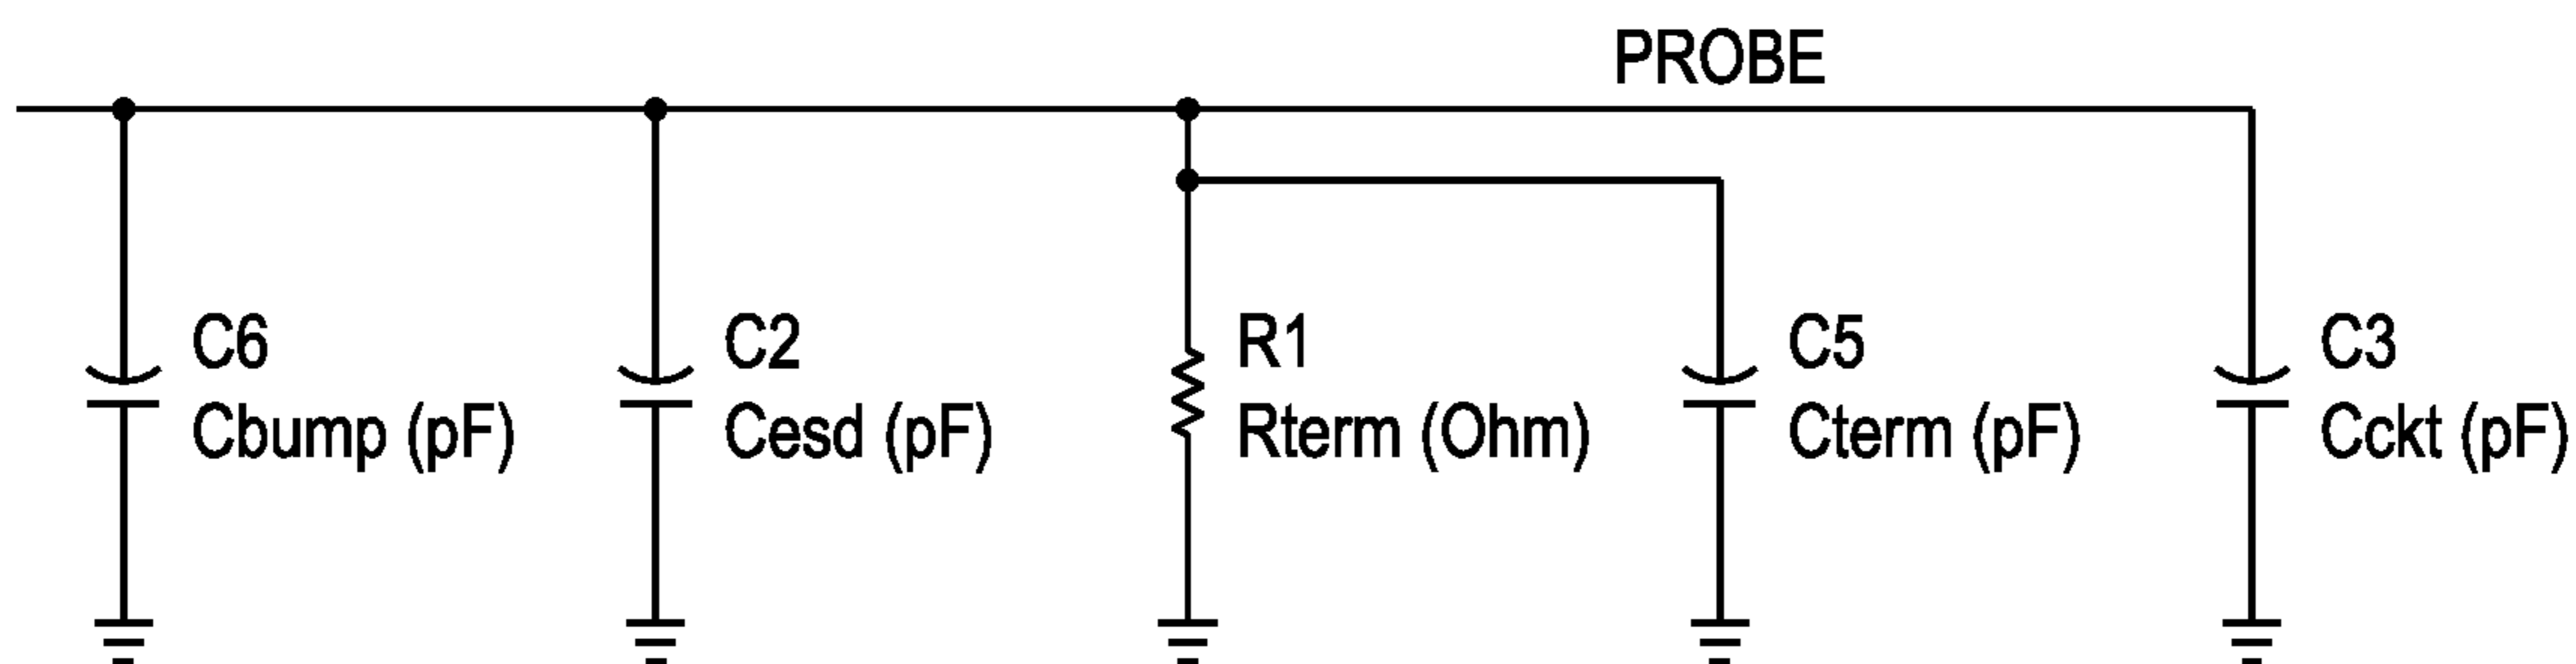 PROBE
C6
Cbump (pF)
C2
Cesd (pF)
R1
Rterm (Ohm)
C5
Cterm (pF)
C3
Cckt (pF)